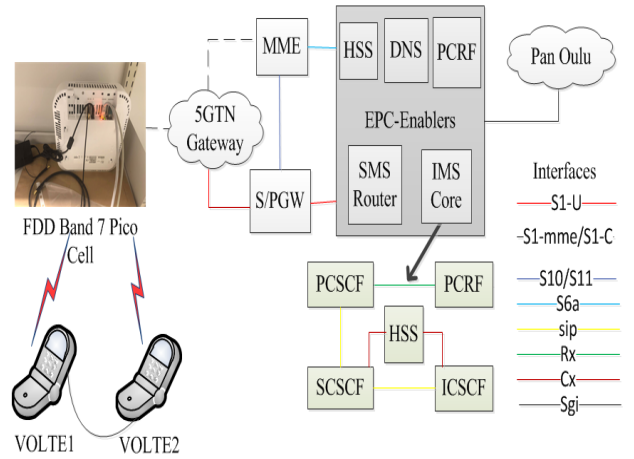 MME
HSS
DNS
PCRF
Pan Oulu
5GTN
Gateway
EPC-Enablers
S/PGW
SMS
Router
IMS
Core
FDD Band 7 Pico
Cell
Interfaces
S1-U
S1-mme/S1-C
S10/S11
S6a
sip
Rx
Cx
Sgi
PCSCF
PCRF
HSS
SCSCF
ICSCF
VOLTE1
VOLTE2